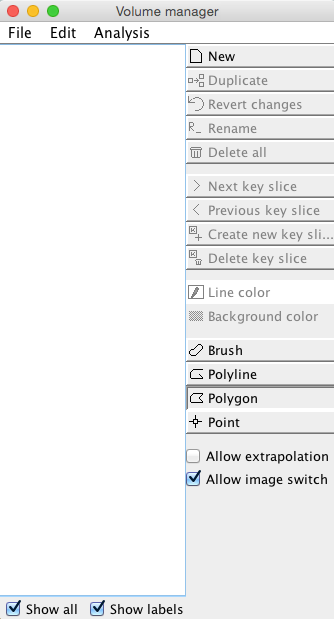 Volume manager
File Edit Analysis
New
Duplicate
Revert changes
Rename
Delete all
Next key slice
Previous key slice
Create new key sli...
Delete key slice
Line color
Background color
Brush
Polyline
Polygon
Point
Allow extrapolation
Allow image switch
Show all Show labels